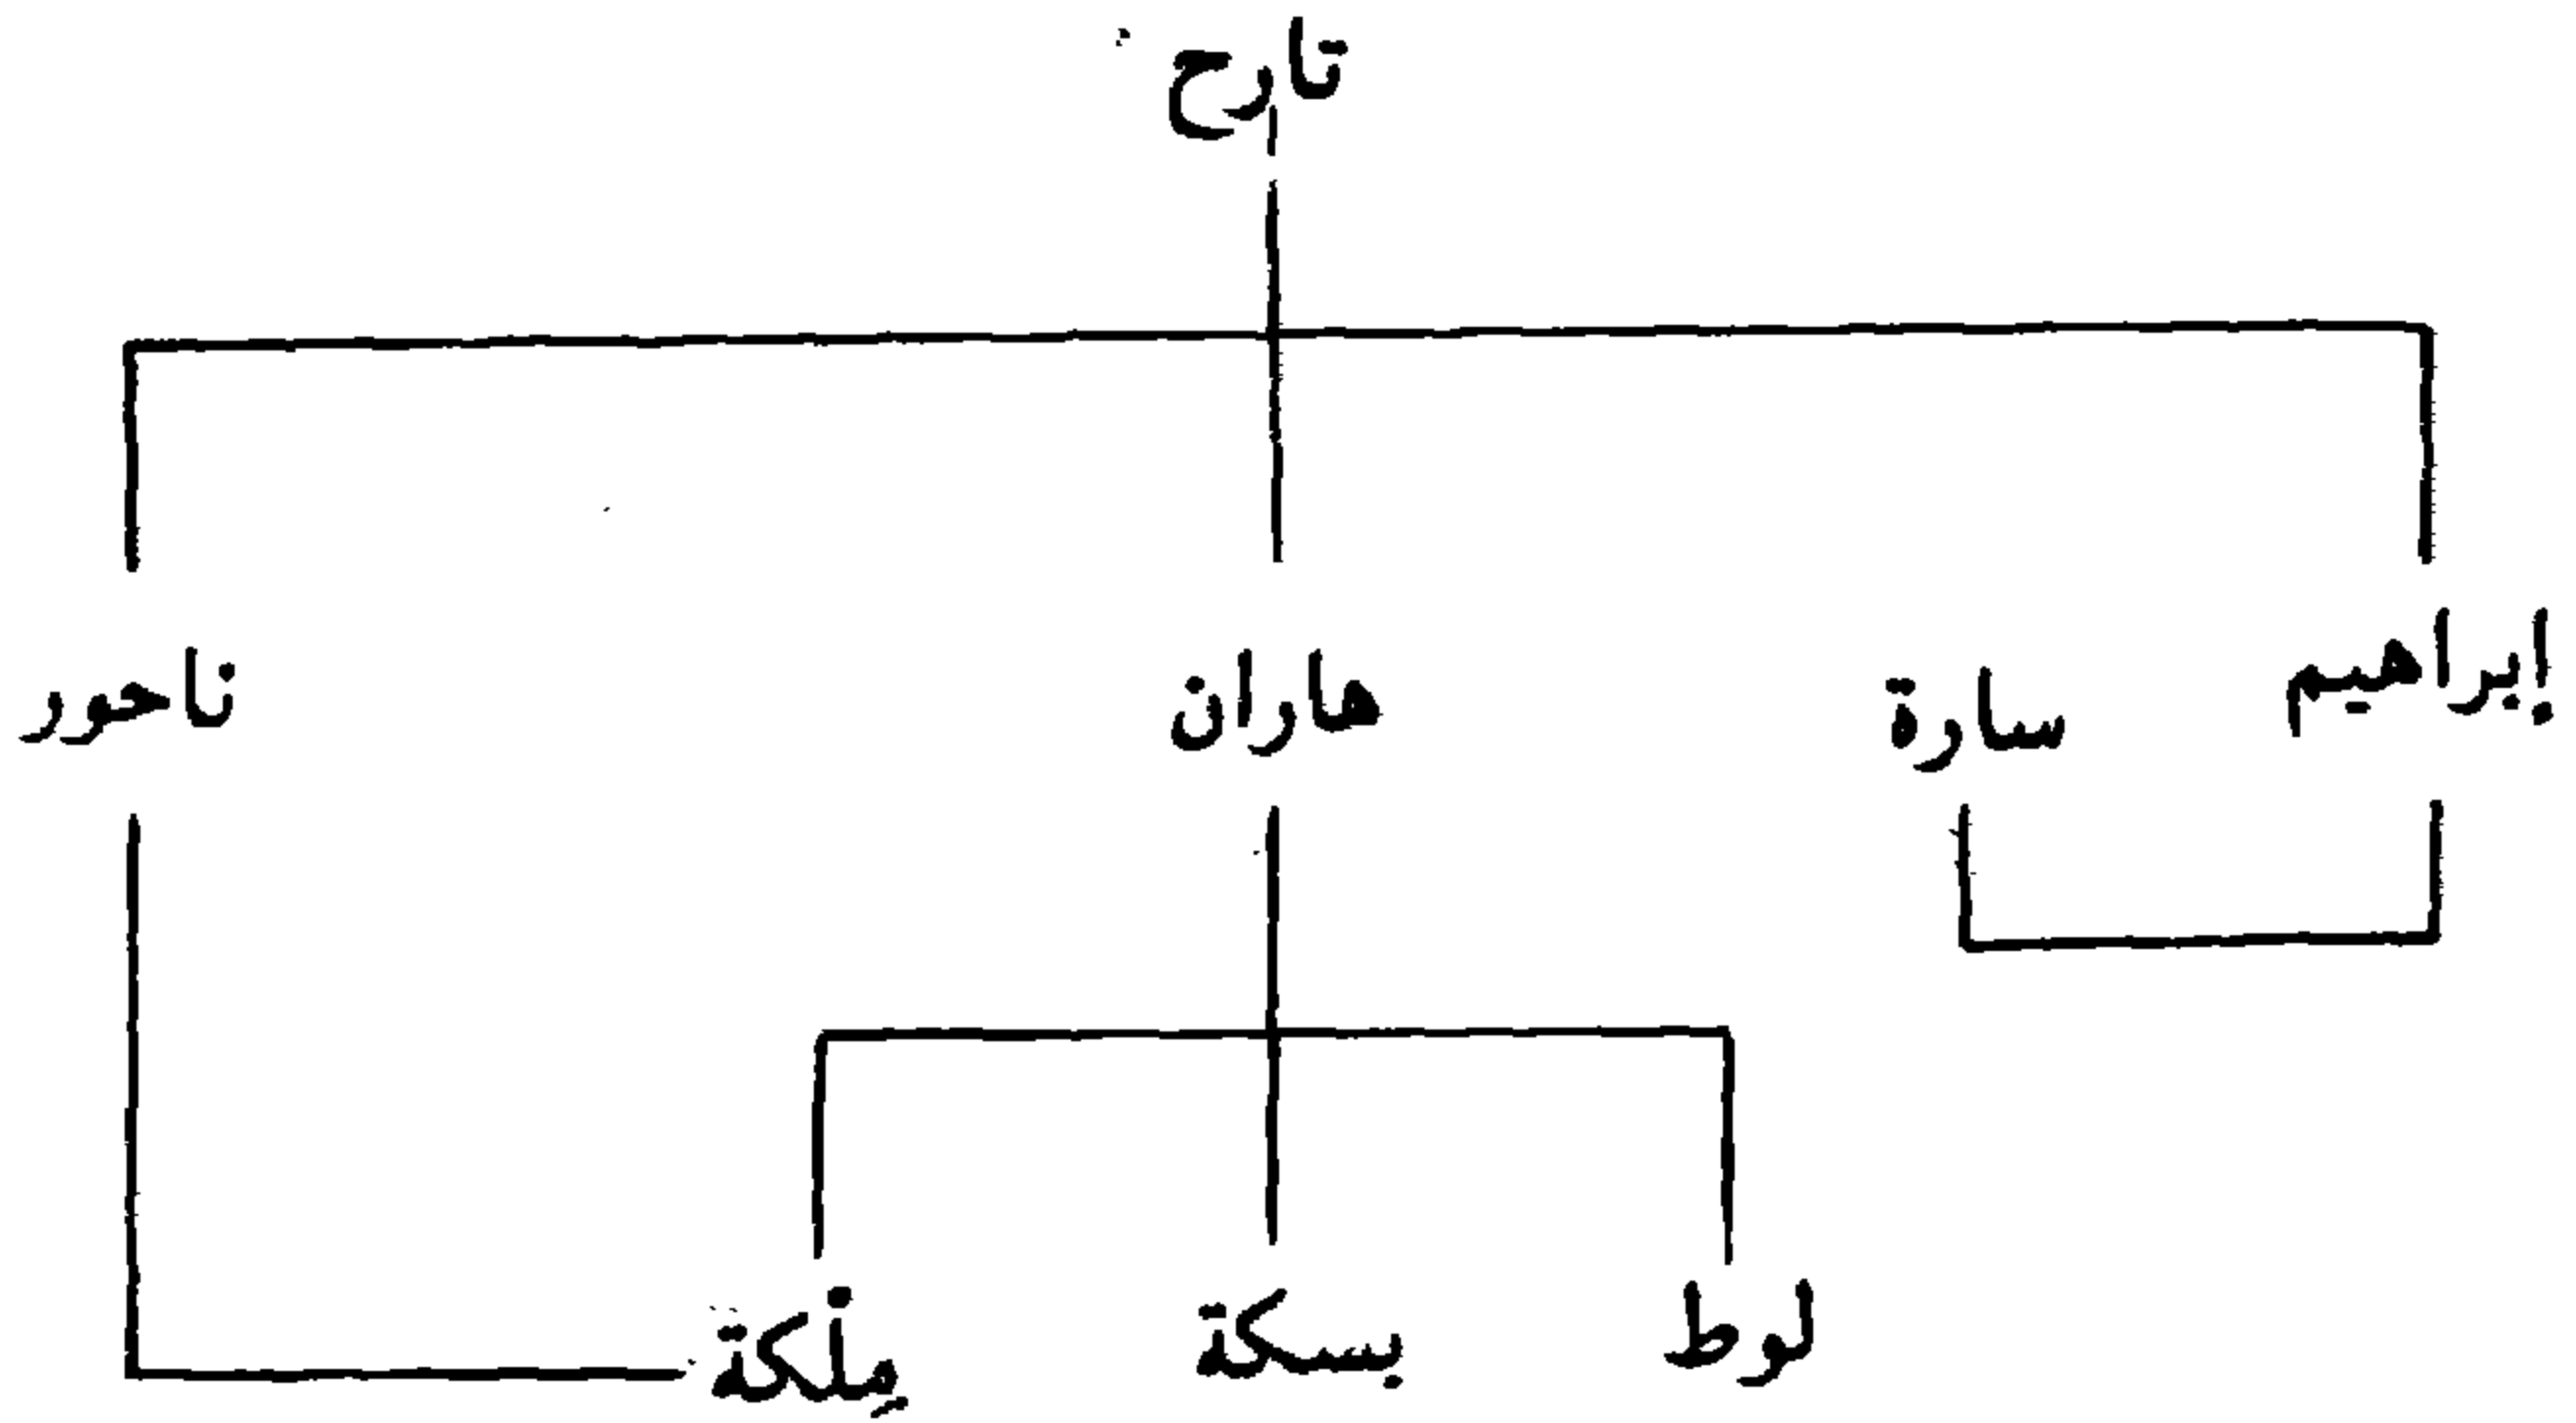 تارح
إبراهيم سارة هاران ناحور
لوط بسكة مِلْكة